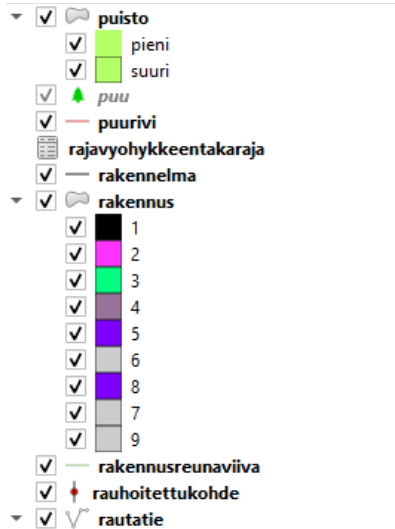 puisto
pieni
suuri
puu
puurivi
rajavyohykkeentakaraja
rakennelma
rakennus
1
2
3
4
5
6
8
7
9
rakennusreunaviiva
rauhoitettukohde
rautatie